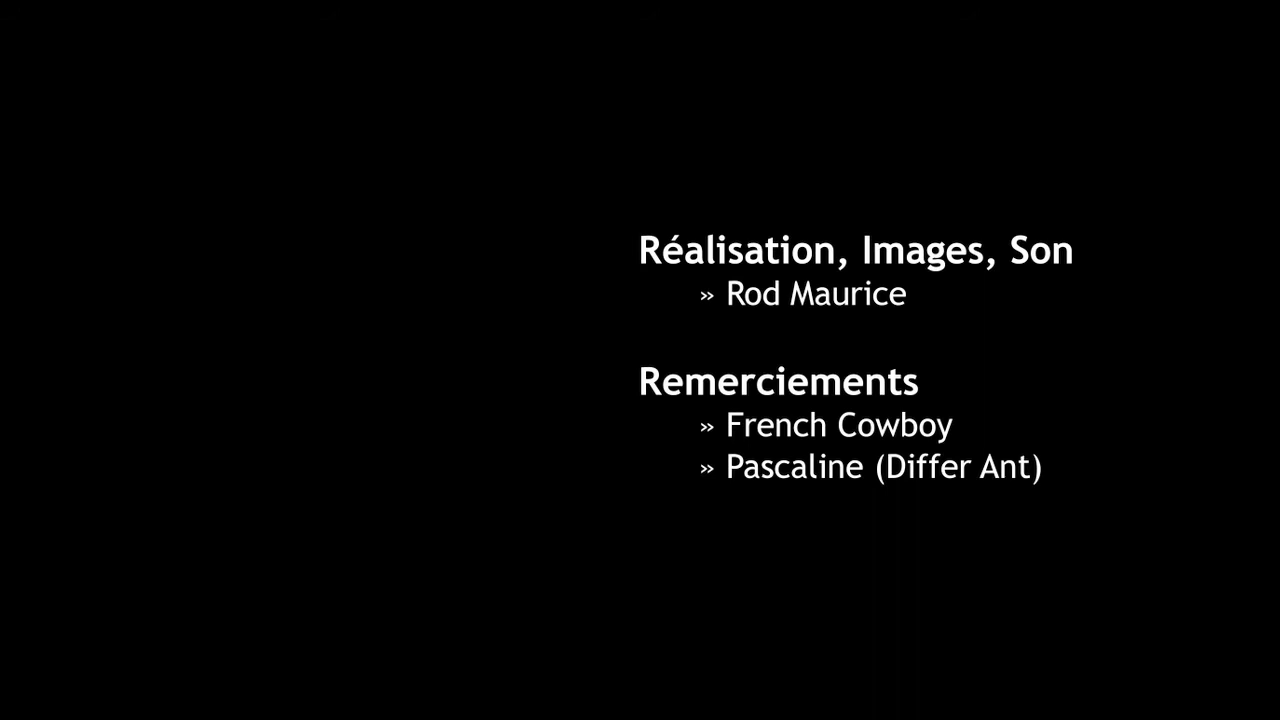 Réalisation, Images, Son
» Rod Maurice
Remerciements
» French Cowboy
» Pascaline (Differ Ant)